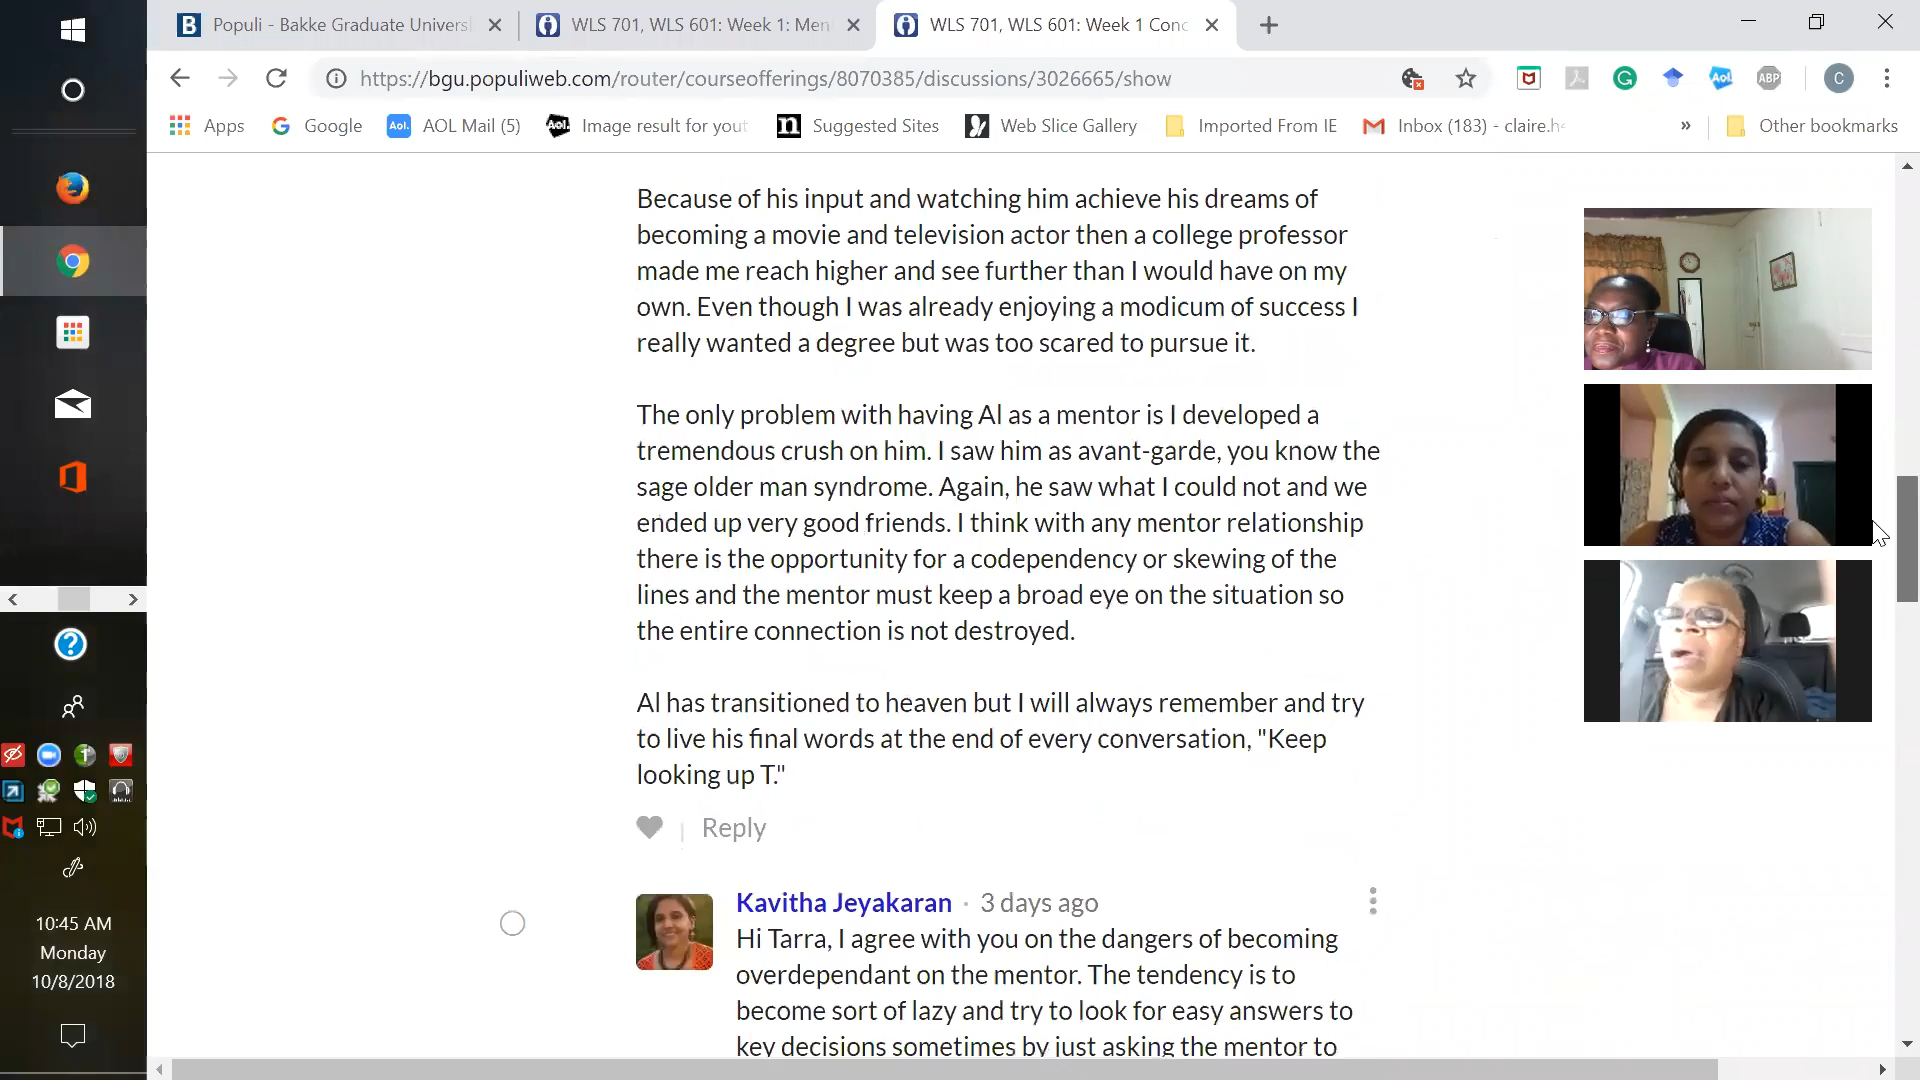 Populi - Bakke Graduate Univers
WLS 701, WLS 601: Week 1: Men
WLS 701, WLS 601: Week 1 Conc
https://bgu.populiweb.com/router/courseofferings/8070385/discussions/3026665/show
Apps
Google
AOL Mail (5)
Image result for yout
Suggested Sites
Web Slice Gallery
Imported From IE
Inbox (183) - claire.h
»
Other bookmarks
Because of his input and watching him achieve his dreams of
becoming a movie and television actor then a college professor
made me reach higher and see further than I would have on my
own. Even though I was already enjoying a modicum of success I
really wanted a degree but was too scared to pursue it.
The only problem with having Al as a mentor is I developed a
tremendous crush on him. I saw him as avant-garde, you know the
sage older man syndrome. Again, he saw what I could not and we
ended up very good friends. I think with any mentor relationship
there is the opportunity for a codependency or skewing of the
lines and the mentor must keep a broad eye on the situation so
the entire connection is not destroyed.
Al has transitioned to heaven but I will always remember and try
to live his final words at the end of every conversation, "Keep
looking up T."
Reply
Kavitha Jeyakaran · 3 days ago
Hi Tarra, I agree with you on the dangers of becoming
overdependant on the mentor. The tendency is to
become sort of lazy and try to look for easy answers to
key decisions sometimes by just asking the mentor to
10:45 AM
Monday
10/8/2018